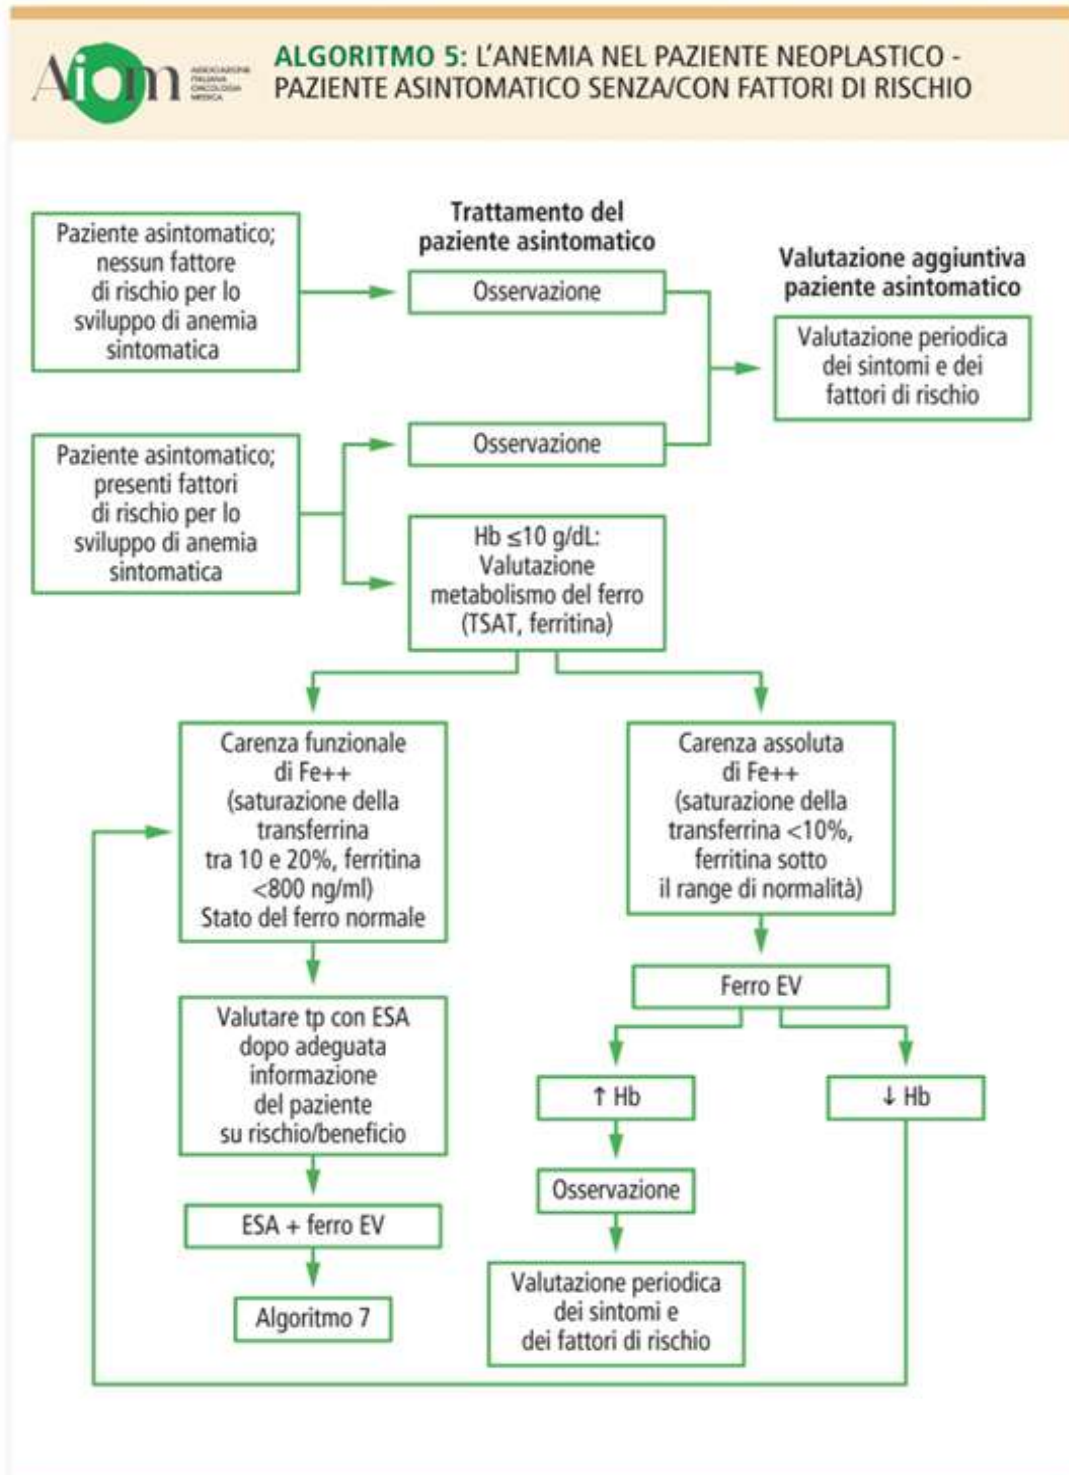 Aiom
ASSOCIAZIONE
ITALIANA
ONCOLOGIA
MEDICA
ALGORITMO 5: L'ANEMIA NEL PAZIENTE NEOPLASTICO -
PAZIENTE ASINTOMATICO SENZA/CON FATTORI DI RISCHIO
Paziente asintomatico;
nessun fattore
di rischio per lo
sviluppo di anemia
sintomatica
Trattamento del
paziente asintomatico
Osservazione
Valutazione aggiuntiva
paziente asintomatico
Valutazione periodica
dei sintomi e dei
fattori di rischio
Paziente asintomatico;
presenti fattori
di rischio per lo
sviluppo di anemia
sintomatica
Osservazione
Hb ≤10 g/dL:
Valutazione
metabolismo del ferro
(TSAT, ferritina)
Carenza funzionale
di Fe++
(saturazione della
transferrina
tra 10 e 20%, ferritina
<800 ng/ml)
Stato del ferro normale
Valutare tp con ESA
dopo adeguata
informazione
del paziente
su rischio/beneficio
ESA + ferro EV
Algoritmo 7
Carenza assoluta
di Fe++
(saturazione della
transferrina <10%,
ferritina sotto
il range di normalità)
Ferro EV
↑ Hb
↓ Hb
Osservazione
Valutazione periodica
dei sintomi e
dei fattori di rischio